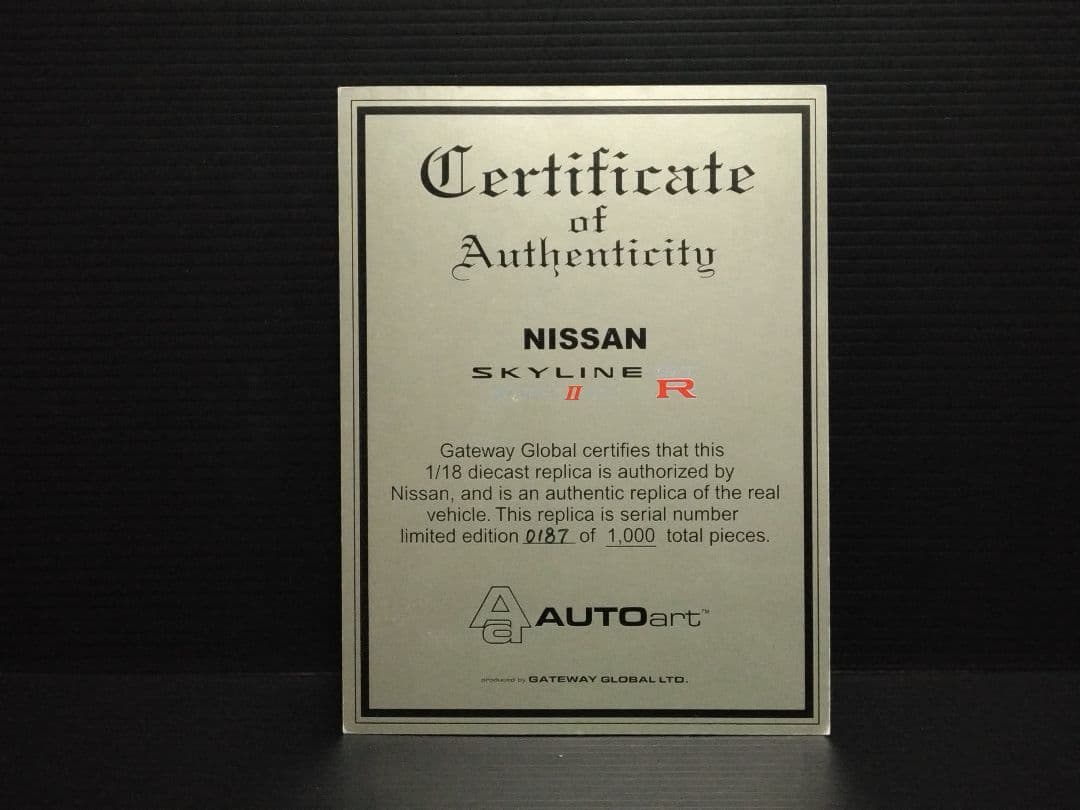 Certificate
of
Authenticity
NISSAN
SKYLINE R
II
Gateway Global certifies that this
1/18 diecast replica is authorized by
Nissan, and is an authentic replica of the real
vehicle. This replica is serial number
limited edition 0187 of 1,000 total pieces.
Aa AUTOart™
produced by GATEWAY GLOBAL LTD.